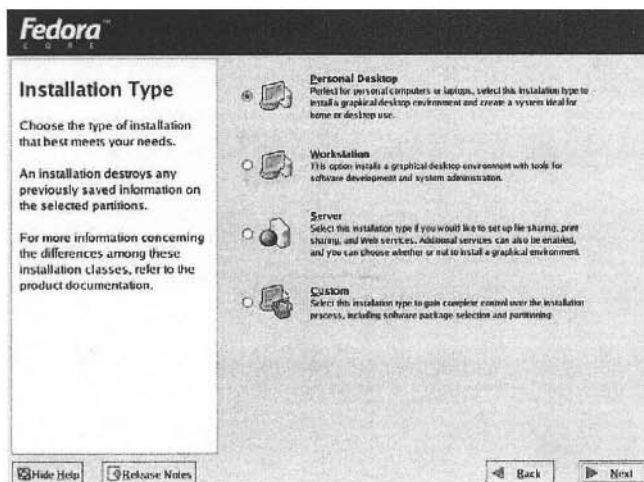 Fedora™
CORE
Installation Type
Choose the type of installation
that best meets your needs.
An installation destroys any
previously saved information on
the selected partitions.
For more information concerning
the differences among these
installation classes, refer to the
product documentation.
Personal Desktop
Perfect for personal computers or laptops, select this installation type to
install a graphical desktop environment and create a system ideal for
home or desktop use.
Workstation
This option installs a graphical desktop environment with tools for
software development and system administration.
Server
Select this installation type if you would like to set up file sharing, print
sharing, and Web services. Additional services can also be enabled,
and you can choose whether or not to install a graphical environment.
Custom
Select this installation type to gain complete control over the installation
process, including software package selection and partitioning.
Hide Help
Release Notes
Back
Next